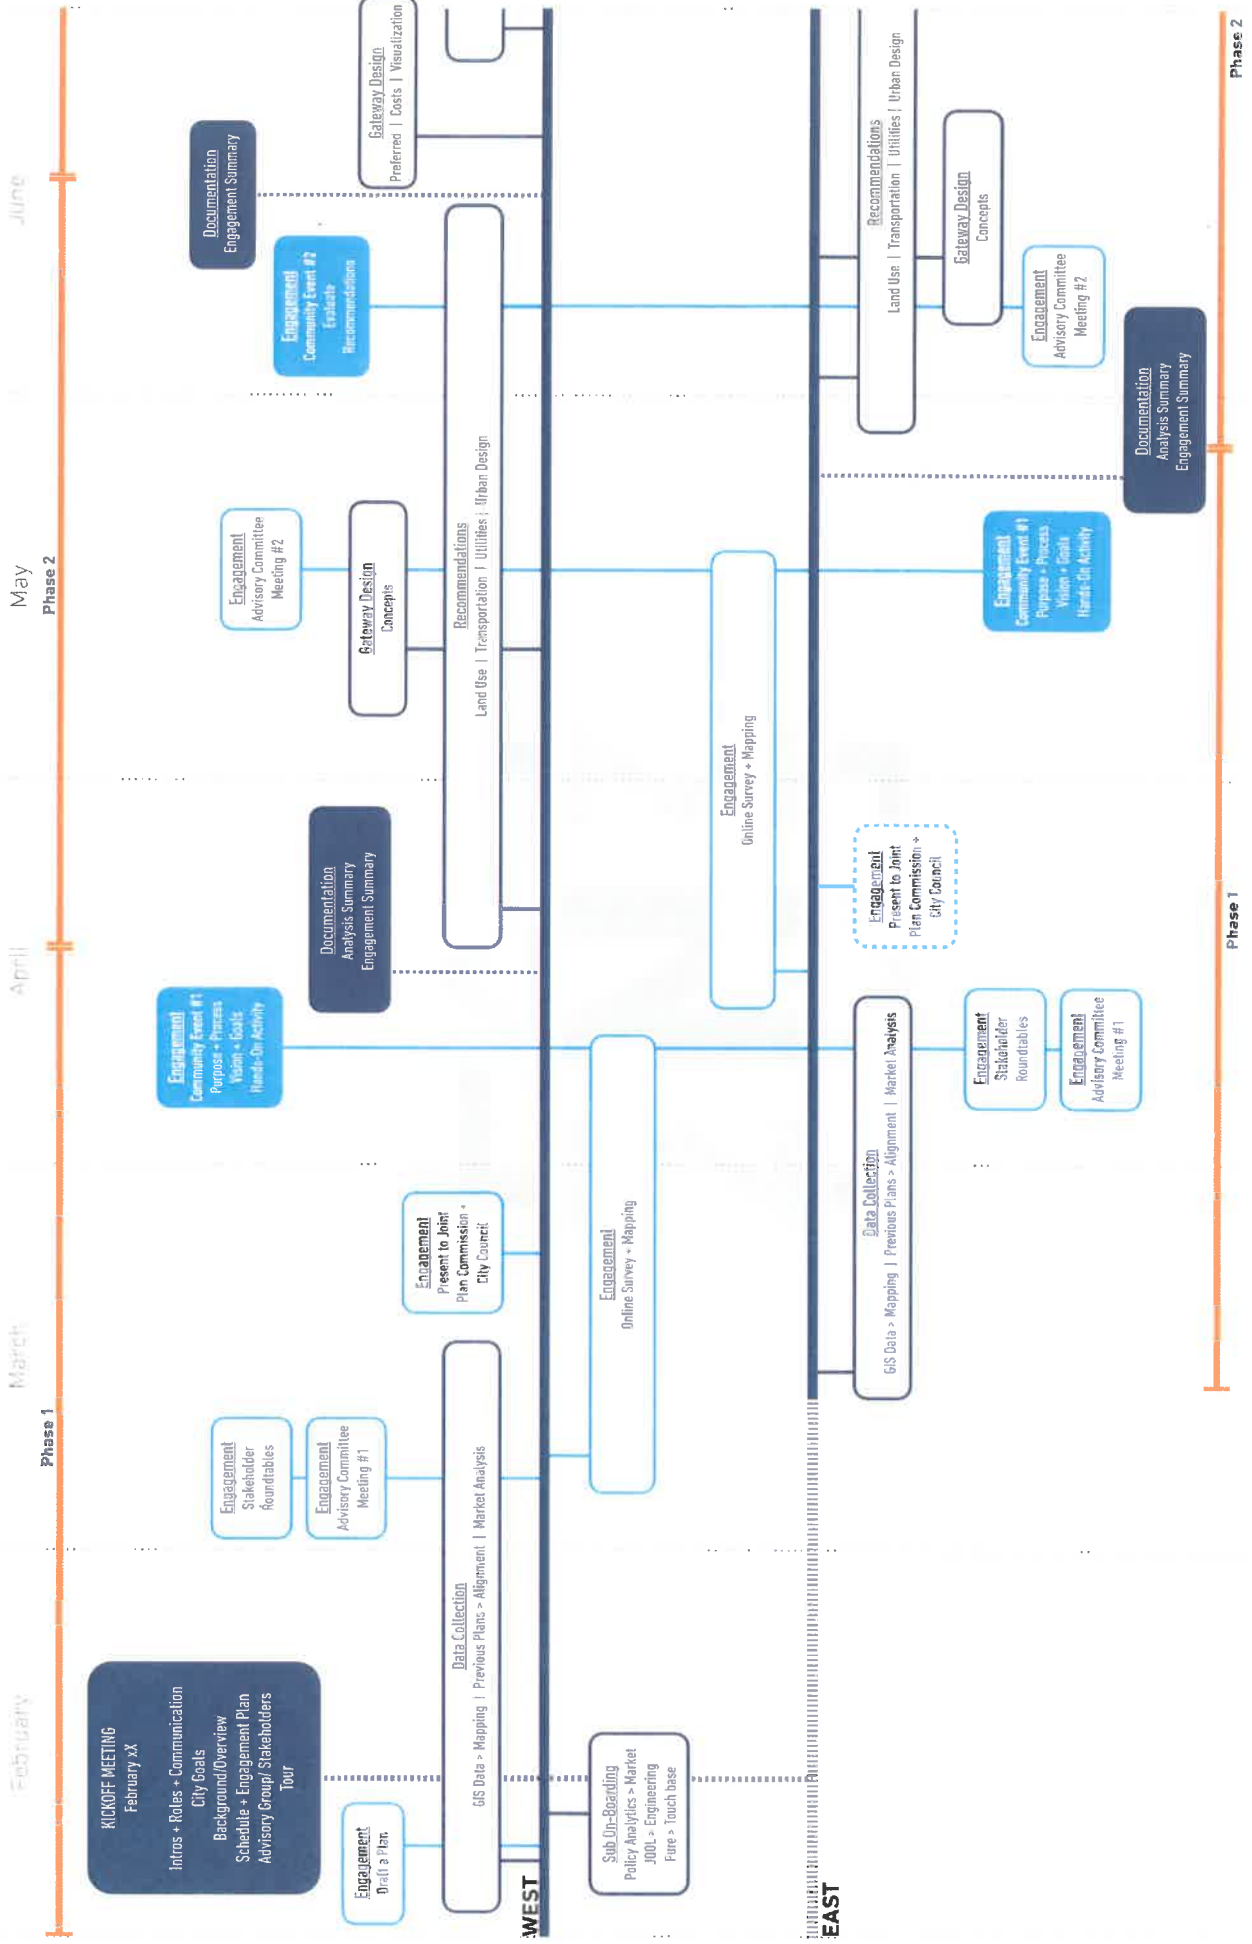 February
March
April
May
June
Phase 1
Phase 2
KICKOFF MEETING
February xX
Intros + Roles + Communication
City Goals
Background/Overview
Schedule + Engagement Plan
Advisory Group/ Stakeholders
Tour
Engagement
Draft a Plan
Data Collection
GIS Data > Mapping | Previous Plans > Alignment | Market Analysis
Engagement
Stakeholder
Roundtables
Engagement
Advisory Committee
Meeting #1
Engagement
Present to Joint
Plan Commission +
City Council
Engagement
Community Event #1
Purpose + Process
Vision + Goals
Hands-On Activity
Documentation
Analysis Summary
Engagement Summary
Recommendations
Land Use | Transportation | Utilities | Urban Design
Gateway Design
Concepts
Engagement
Advisory Committee
Meeting #2
Engagement
Community Event #2
Evaluate
Recommendations
Documentation
Engagement Summary
Gateway Design
Preferred | Costs | Visualization
WEST
Sub On-Boarding
Policy Analytics > Market
JQOL > Engineering
Pure > Touch base
Engagement
Online Survey + Mapping
Engagement
Online Survey + Mapping
EAST
Data Collection
GIS Data > Mapping | Previous Plans > Alignment | Market Analysis
Engagement
Stakeholder
Roundtables
Engagement
Advisory Committee
Meeting #1
Engagement
Present to Joint
Plan Commission +
City Council
Engagement
Community Event #1
Purpose + Process
Vision + Goals
Hands-On Activity
Documentation
Analysis Summary
Engagement Summary
Recommendations
Land Use | Transportation | Utilities | Urban Design
Gateway Design
Concepts
Engagement
Advisory Committee
Meeting #2
Phase 1
Phase 2